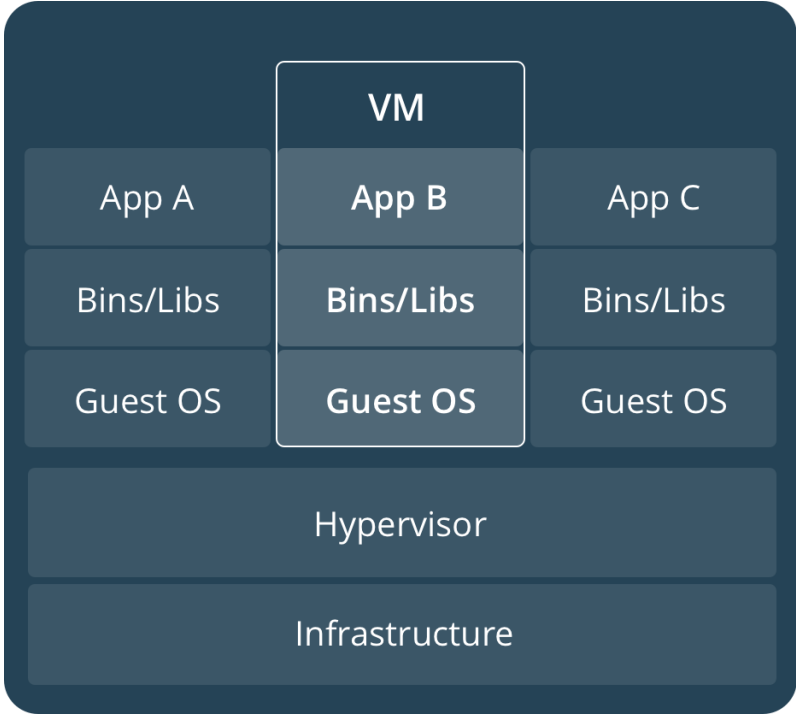 VM
App A
App B
App C
Bins/Libs
Bins/Libs
Bins/Libs
Guest OS
Guest OS
Guest OS
Hypervisor
Infrastructure